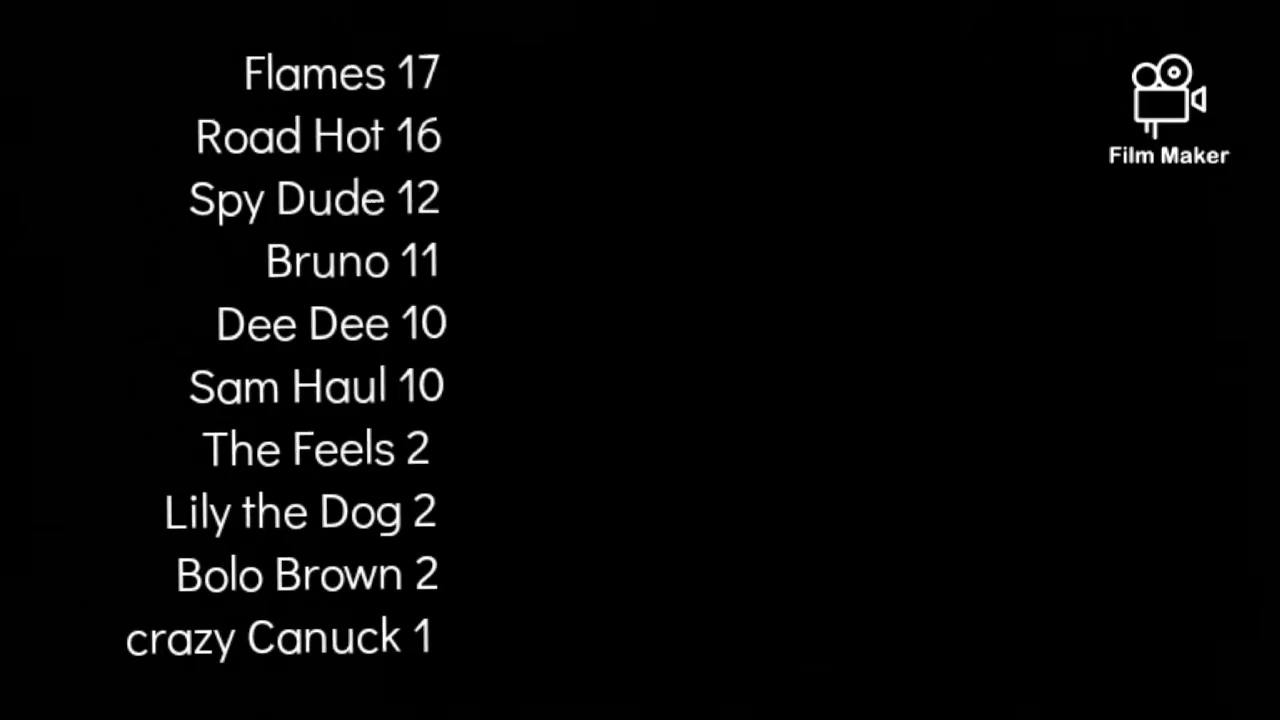 Flames 17
Road Hot 16
Spy Dude 12
Bruno 11
Dee Dee 10
Sam Haul 10
The Feels 2
Lily the Dog 2
Bolo Brown 2
crazy Canuck 1
Film Maker